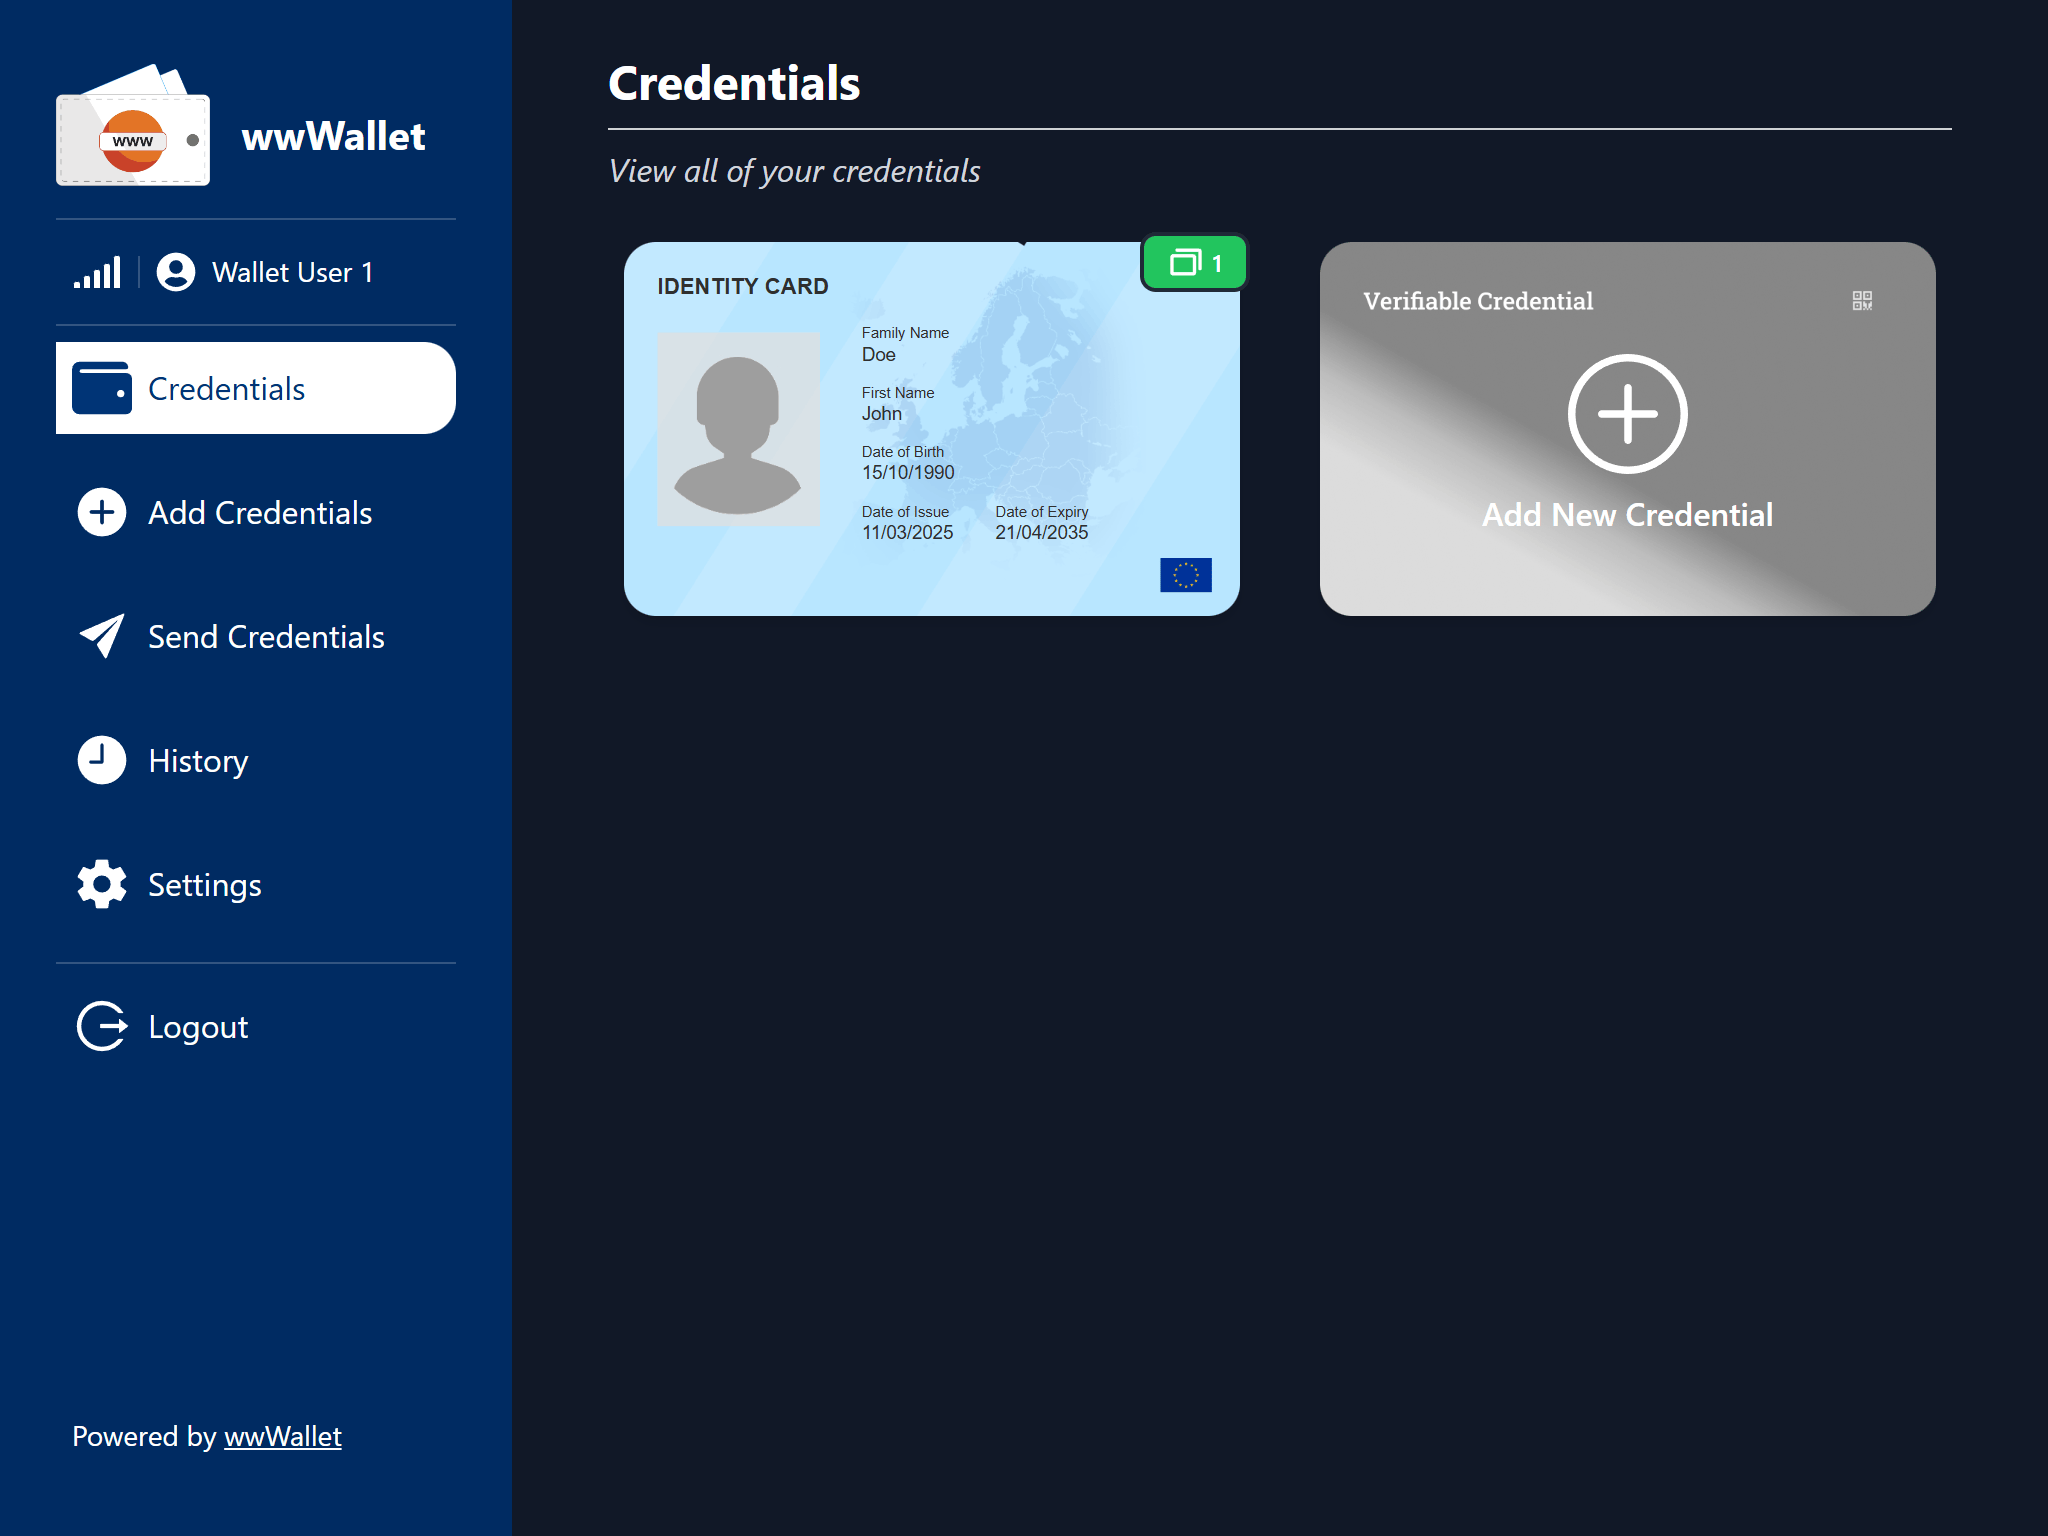 www
wwWallet
Wallet User 1
Credentials
Add Credentials
Send Credentials
History
Settings
Logout
Powered by wwWallet
Credentials
View all of your credentials
1
IDENTITY CARD
Family Name
Doe
First Name
John
Date of Birth
15/10/1990
Date of Issue
Date of Expiry
11/03/2025
21/04/2035
Verifiable Credential
Add New Credential